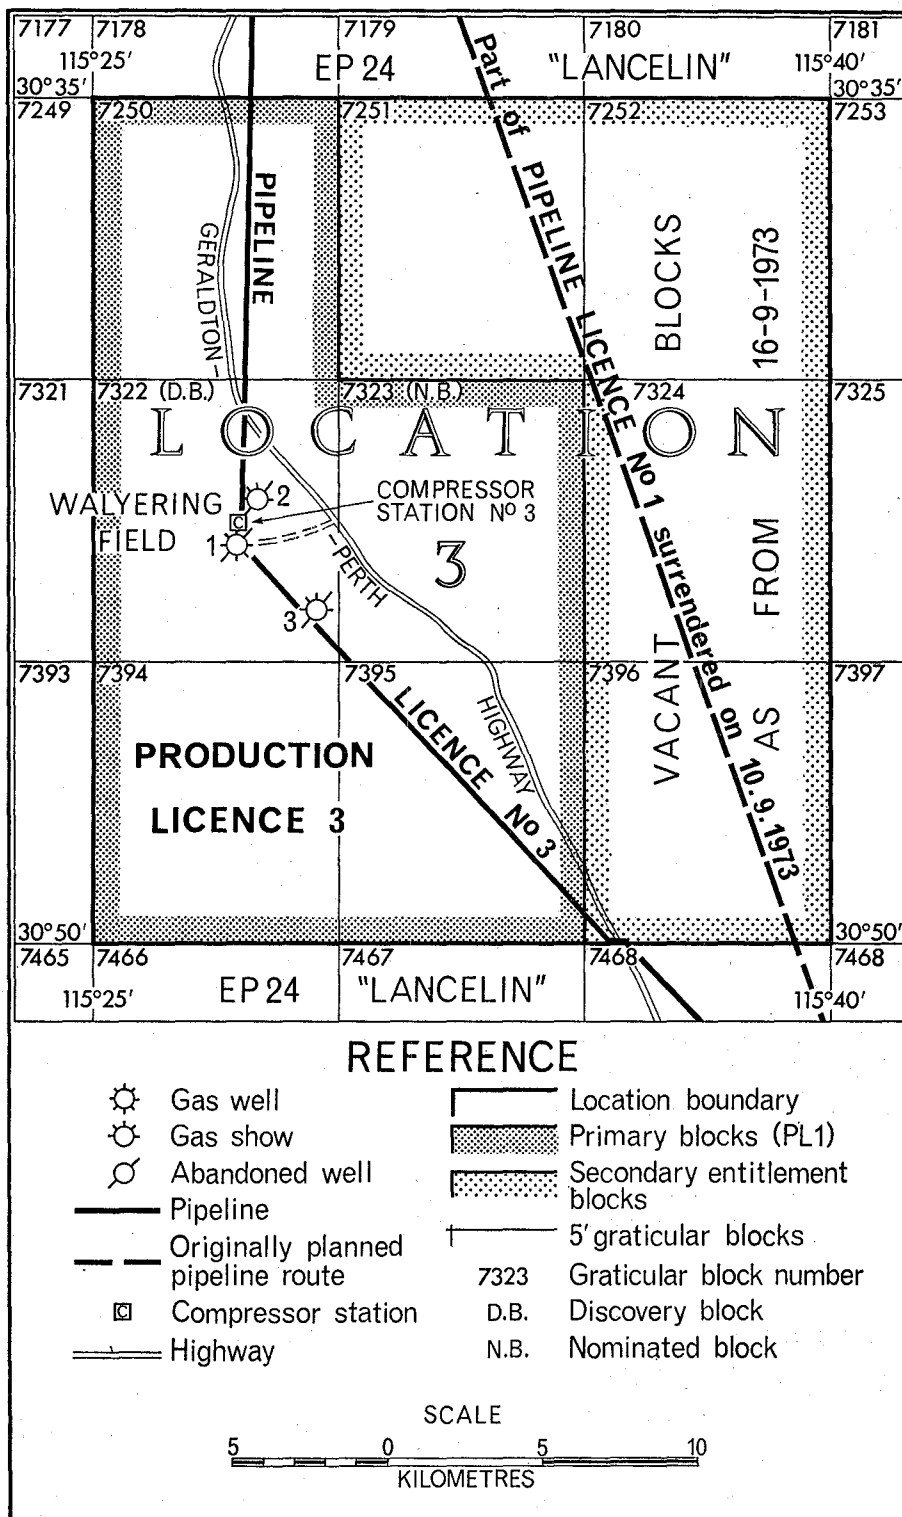 7177 7178 7179 7180 7181
115°25′ EP 24 "LANCELIN" 115°40′
30°35′ 30°35′
7249 7250 7251 7252 7253
Part of PIPELINE LICENCE No 1 surrendered on 10.9.1973
PIPELINE
GERALDTON –
BLOCKS
16–9–1973
7321 7322 (D.B.) 7323 (N.B.) 7324 7325
LOCATION
WALYERING
FIELD
2
C
1
COMPRESSOR
STATION No 3
3
– PERTH
3
FROM
7393 7394 7395 7396 7397
VACANT
AS
PRODUCTION
LICENCE 3
LICENCE No 3
HIGHWAY
30°50′ 30°50′
7465 7466 7467 7468 7468
115°25′ EP 24 "LANCELIN" 115°40′
REFERENCE
Gas well
Gas show
Abandoned well
Pipeline
Originally planned
pipeline route
C Compressor station
Highway
Location boundary
Primary blocks (PL1)
Secondary entitlement
blocks
5′ graticular blocks
7323 Graticular block number
D.B. Discovery block
N.B. Nominated block
SCALE
5 0 5 10
KILOMETRES